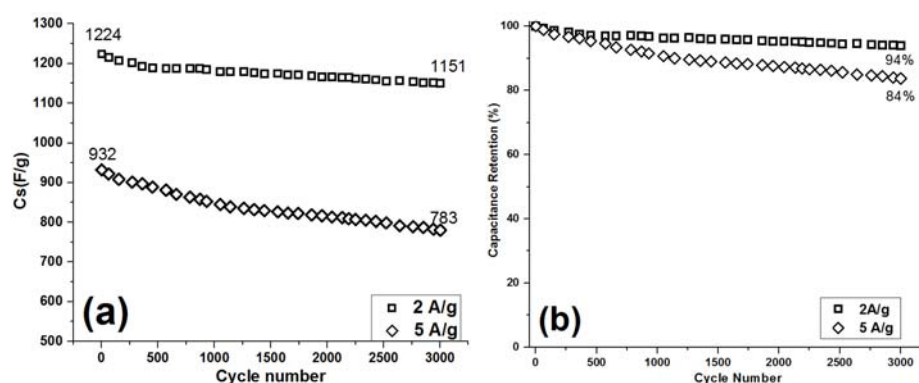 1300
1200
1100
1000
900
800
700
600
500
Cs(F/g)
1224
1151
932
783
(a)
2 A/g
5 A/g
0 500 1000 1500 2000 2500 3000
Cycle number
100
80
60
40
20
0
Capacitance Retention (%)
94%
84%
(b)
2A/g
5 A/g
0 500 1000 1500 2000 2500 3000
Cycle Number